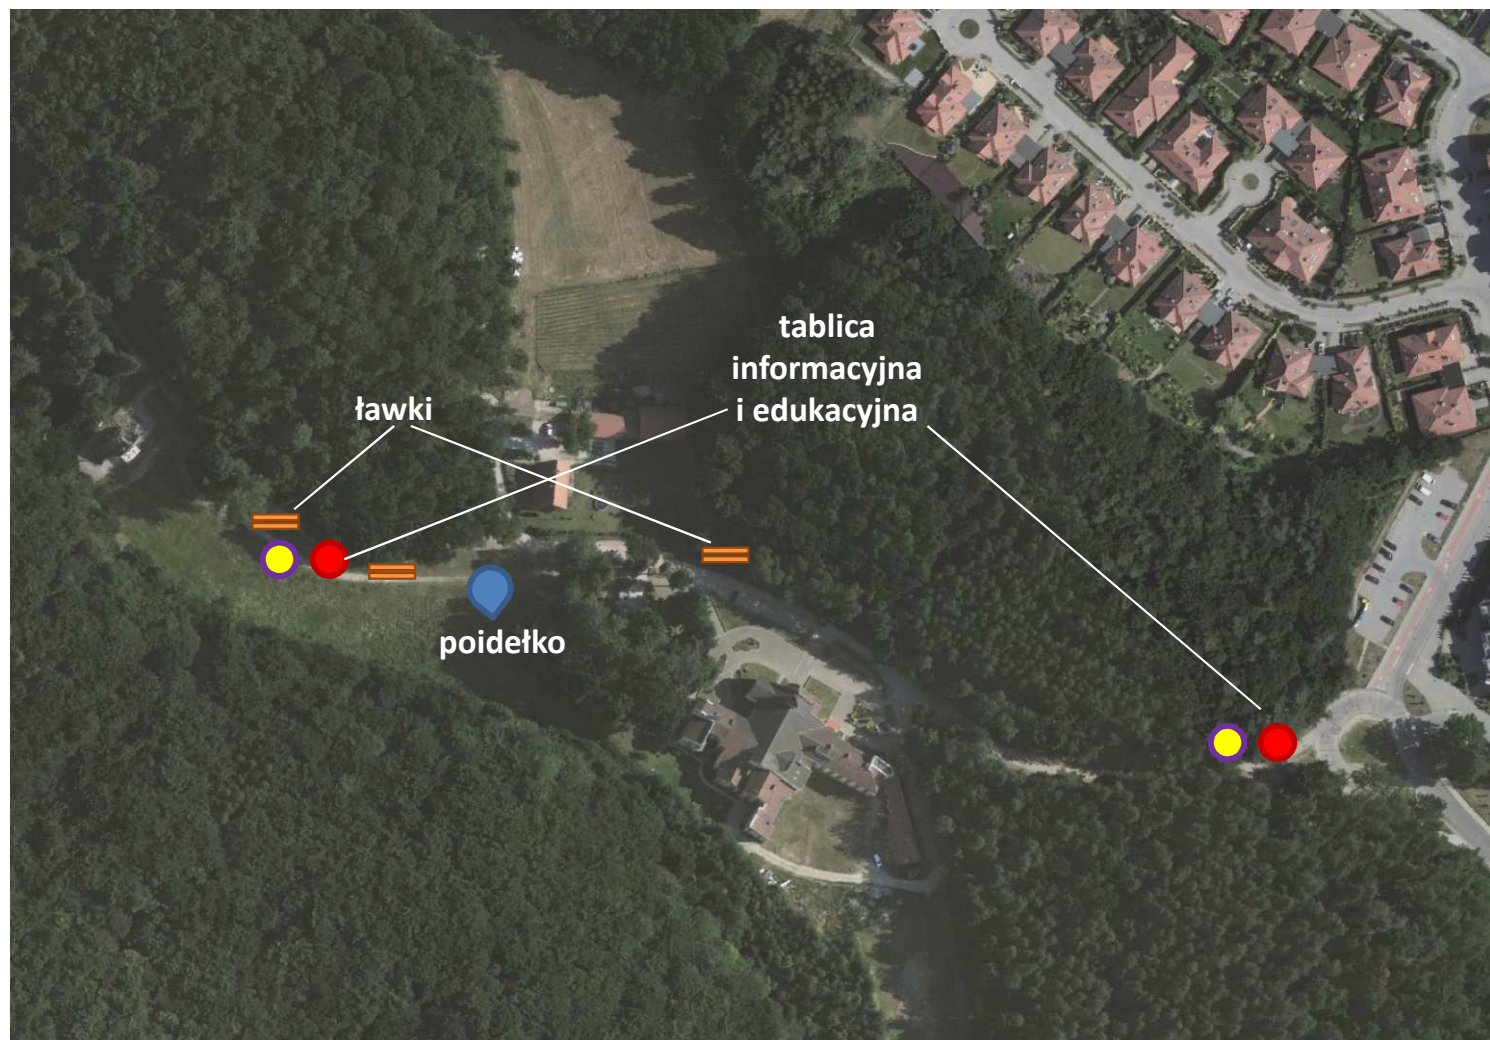 tablica
informacyjna
i edukacyjna
ławki
poidełko